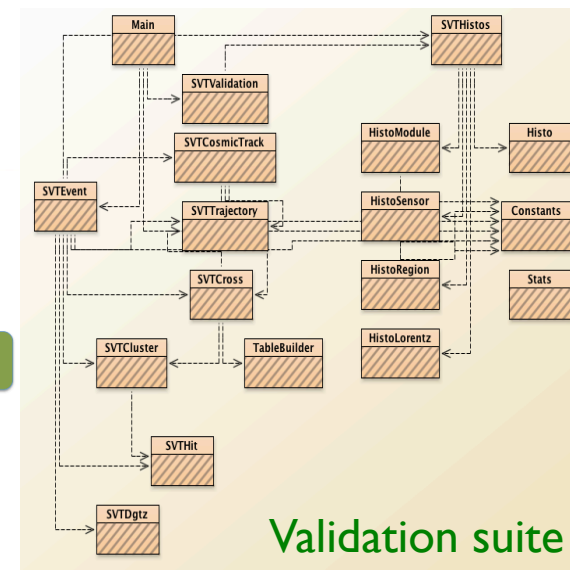 Main
SVTHistos
SVTValidation
SVTCosmicTrack
HistoModule
Histo
SVTEvent
SVTTrajectory
HistoSensor
Constants
SVTCross
HistoRegion
Stats
SVTCluster
TableBuilder
HistoLorentz
SVTHit
SVTDgtz
Validation suite